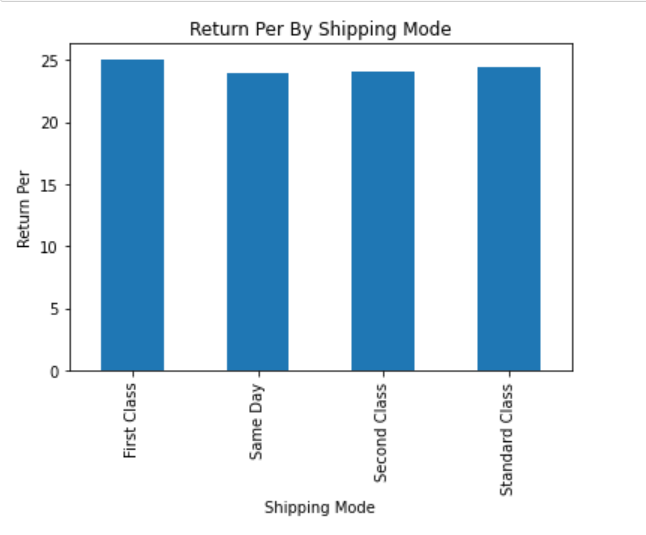 Return Per By Shipping Mode
25
20
15
10
5
0
Return Per
First Class
Same Day
Second Class
Standard Class
Shipping Mode